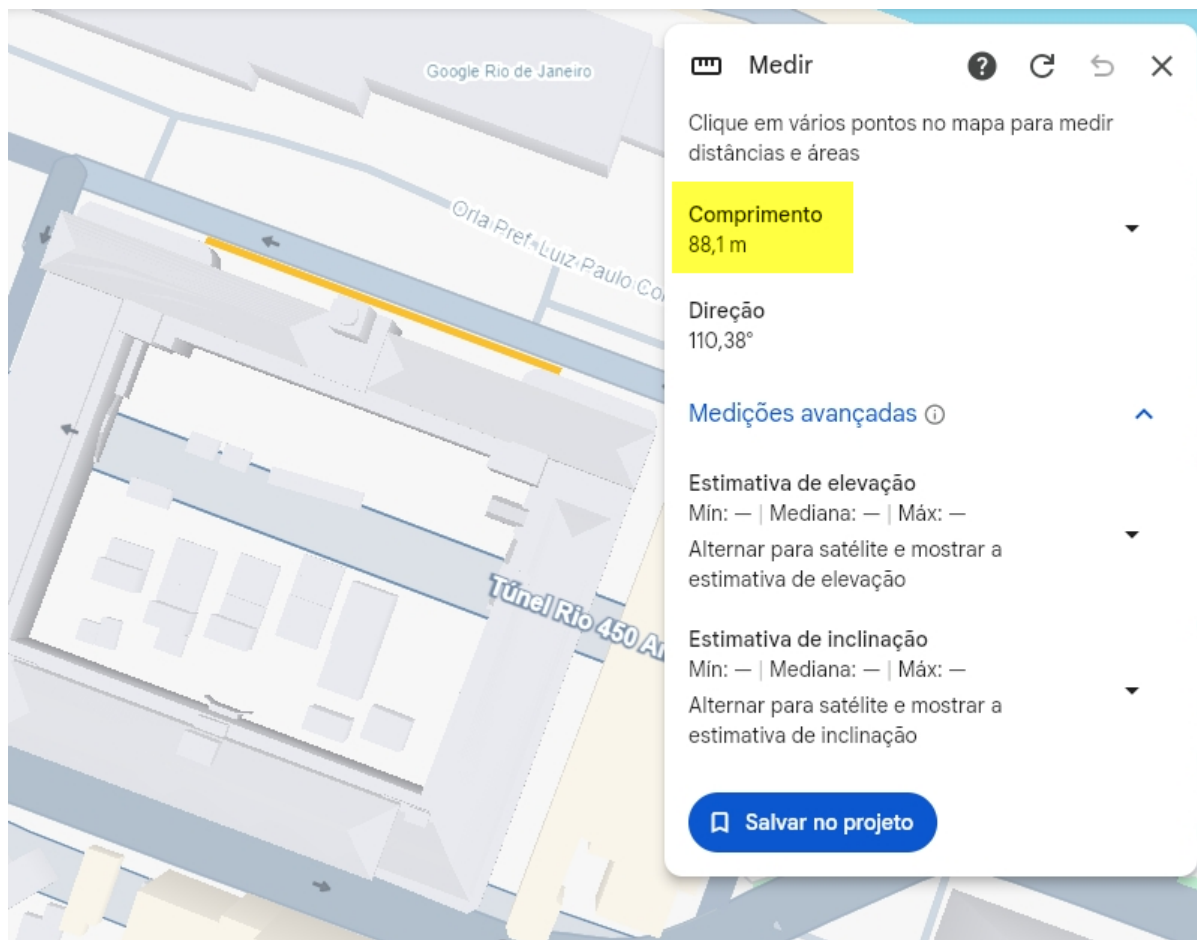 Google Rio de Janeiro
Orla Pref. Luiz Paulo Co
Túnel Rio 450 A
Medir
Clique em vários pontos no mapa para medir
distâncias e áreas
Comprimento
88,1 m
Direção
110,38°
Medições avançadas
Estimativa de elevação
Mín: — | Mediana: — | Máx: —
Alternar para satélite e mostrar a
estimativa de elevação
Estimativa de inclinação
Mín: — | Mediana: — | Máx: —
Alternar para satélite e mostrar a
estimativa de inclinação
Salvar no projeto